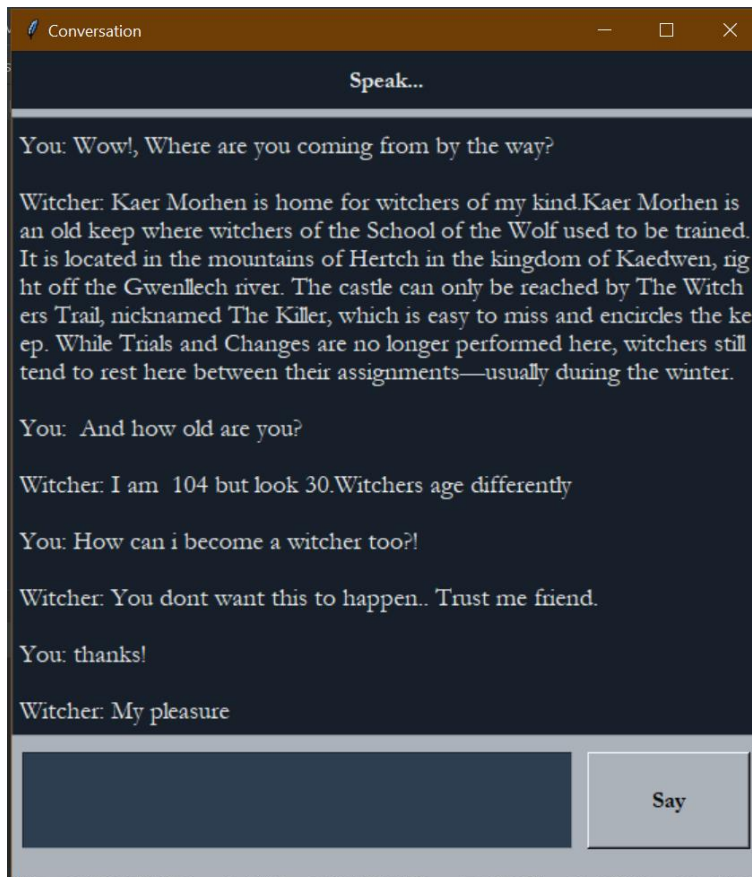 Conversation
Speak...
You: Wow!, Where are you coming from by the way?
Witcher: Kaer Morhen is home for witchers of my kind.Kaer Morhen is
an old keep where witchers of the School of the Wolf used to be trained.
It is located in the mountains of Hertch in the kingdom of Kaedwen, rig
ht off the Gwenllech river. The castle can only be reached by The Witch
ers Trail, nicknamed The Killer, which is easy to miss and encircles the ke
ep. While Trials and Changes are no longer performed here, witchers still
tend to rest here between their assignments—usually during the winter.
You:  And how old are you?
Witcher: I am  104 but look 30.Witchers age differently
You: How can i become a witcher too?!
Witcher: You dont want this to happen.. Trust me friend.
You: thanks!
Witcher: My pleasure
Say